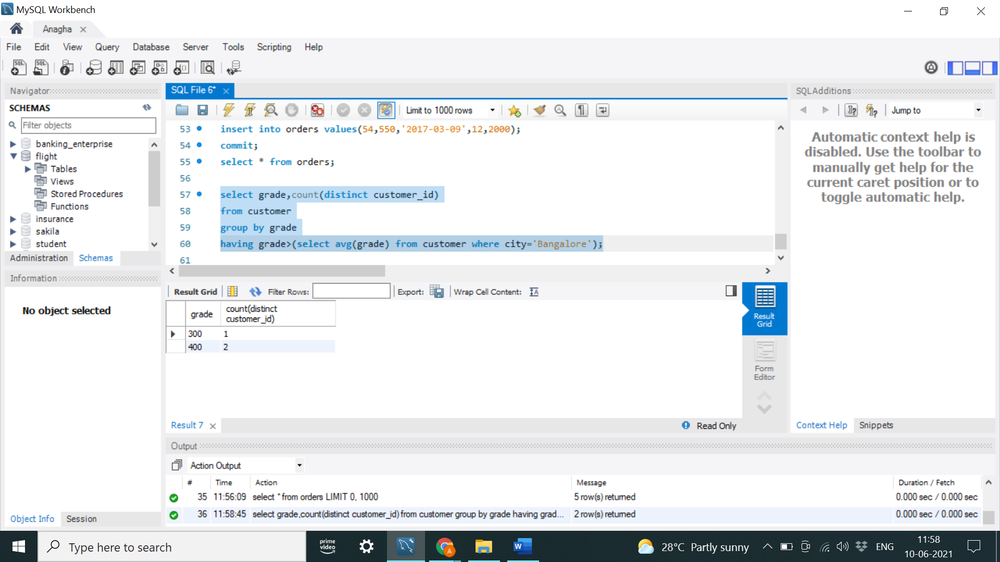 MySQL Workbench
Anagha
File Edit View Query Database Server Tools Scripting Help
Navigator
SCHEMAS
Filter objects
banking_enterprise
flight
Tables
Views
Stored Procedures
Functions
insurance
sakila
student
Administration Schemas
Information
No object selected
Object Info Session
SQL File 6*
Limit to 1000 rows
53 insert into orders values(54,550,'2017-03-09',12,2000);
54 commit;
55 select * from orders;
56
57 select grade,count(distinct customer_id)
58 from customer
59 group by grade
60 having grade>(select avg(grade) from customer where city='Bangalore');
61
Result Grid Filter Rows: Export: Wrap Cell Content:
grade count(distinct customer_id)
300 1
400 2
Result Grid
Form Editor
Result 7 Read Only
SQLAdditions
Jump to
Automatic context help is
disabled. Use the toolbar to
manually get help for the
current caret position or to
toggle automatic help.
Context Help Snippets
Output
Action Output
# Time Action Message Duration / Fetch
35 11:56:09 select * from orders LIMIT 0, 1000 5 row(s) returned 0.000 sec / 0.000 sec
36 11:58:45 select grade,count(distinct customer_id) from customer group by grade having grad... 2 row(s) returned 0.000 sec / 0.000 sec
Type here to search
prime video
28°C Partly sunny
ENG
11:58
10-06-2021